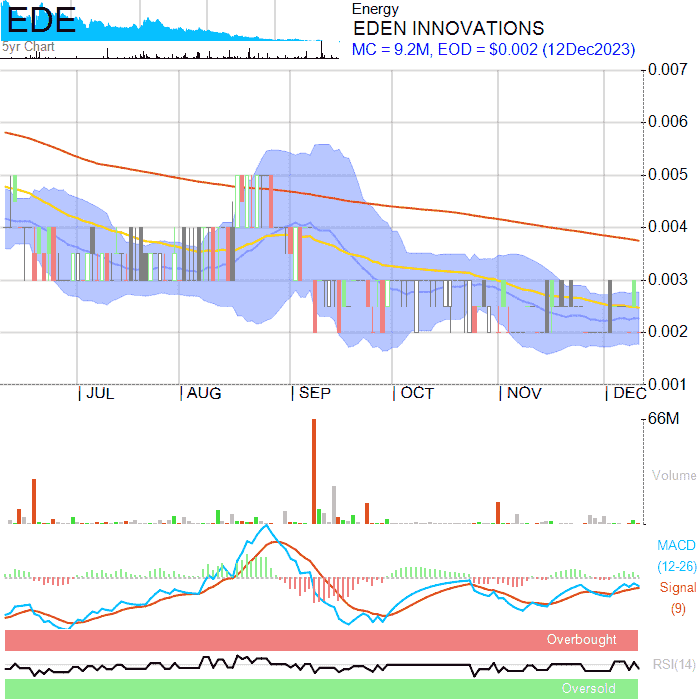 EDE
5yr Chart
Energy
EDEN INNOVATIONS
MC = 9.2M, EOD = $0.002 (12Dec2023)
0.007
0.006
0.005
0.004
0.003
0.002
0.001
JUL AUG SEP OCT NOV DEC
66M
Volume
MACD
(12-26)
Signal
(9)
Overbought
RSI(14)
Oversold